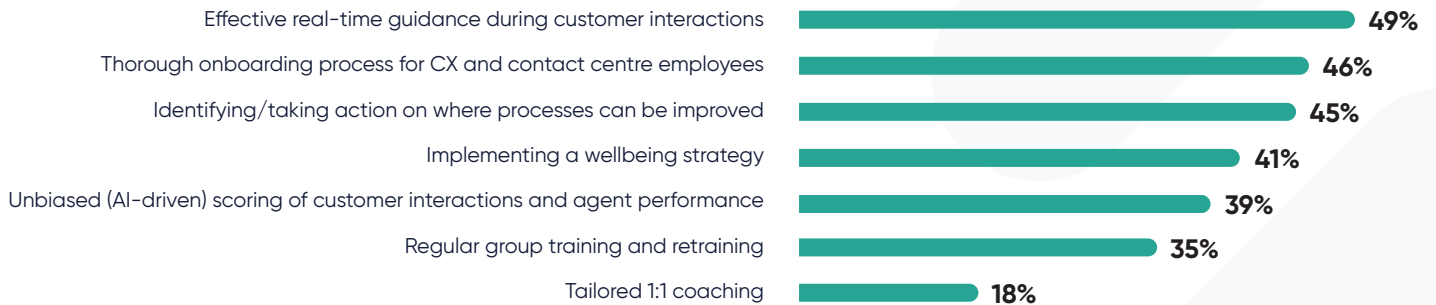 Effective real-time guidance during customer interactions 49%
Thorough onboarding process for CX and contact centre employees 46%
Identifying/taking action on where processes can be improved 45%
Implementing a wellbeing strategy 41%
Unbiased (AI-driven) scoring of customer interactions and agent performance 39%
Regular group training and retraining 35%
Tailored 1:1 coaching 18%